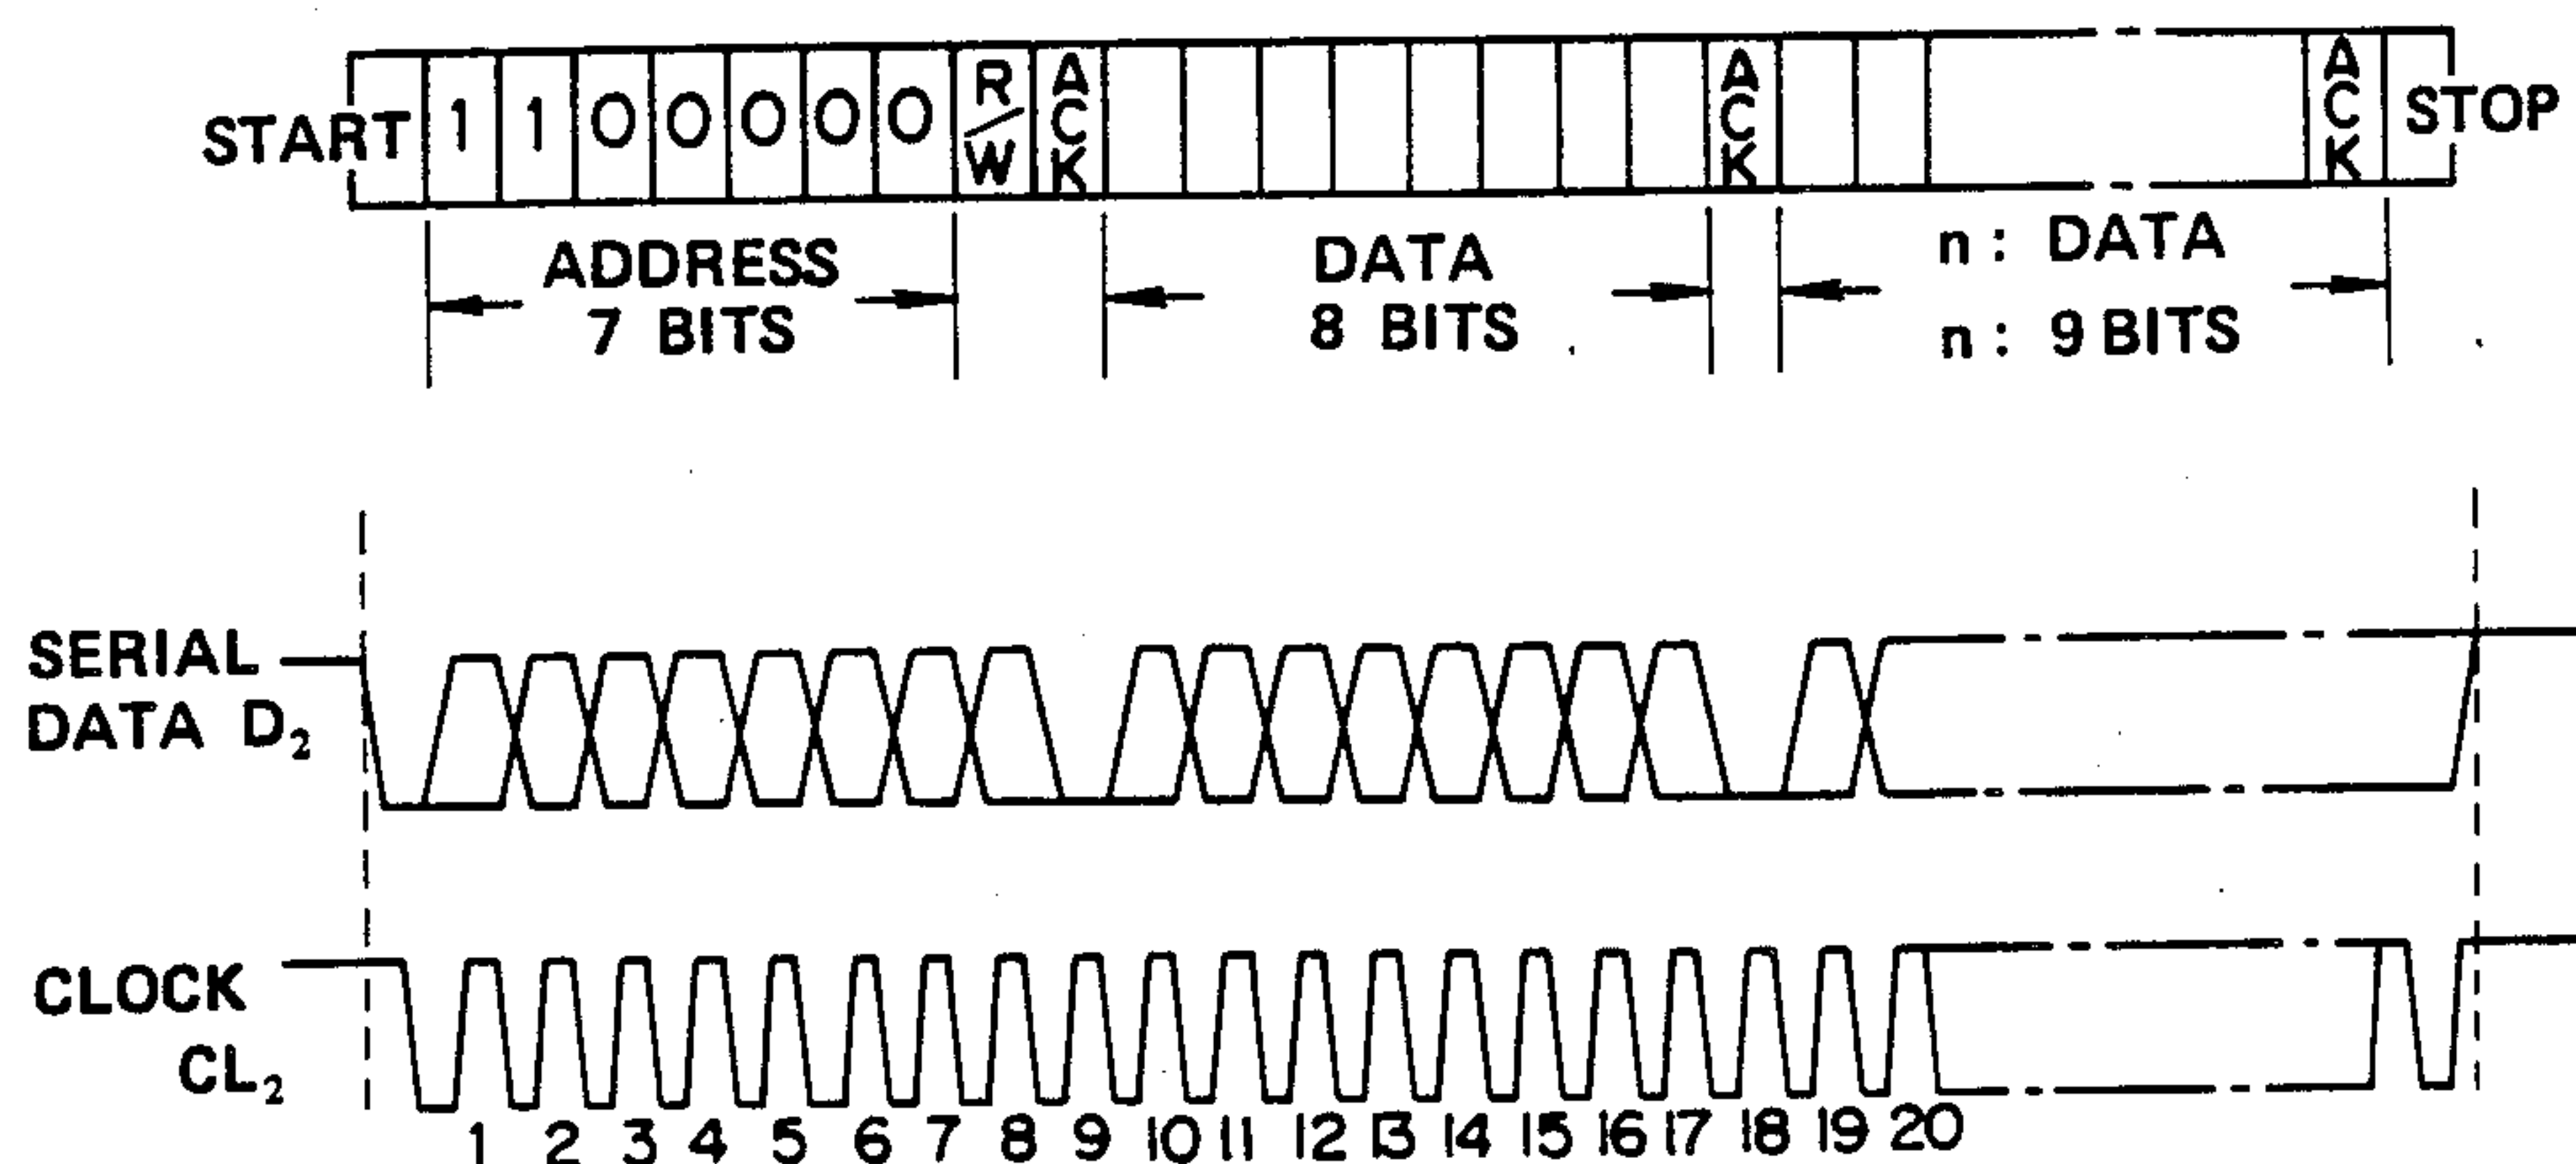 START 1 1 0 0 0 0 0 R/W ACK ACK ACK STOP
ADDRESS
7 BITS
DATA
8 BITS
n : DATA
n : 9 BITS
SERIAL
DATA D₂
CLOCK
CL₂
1 2 3 4 5 6 7 8 9 10 11 12 13 14 15 16 17 18 19 20